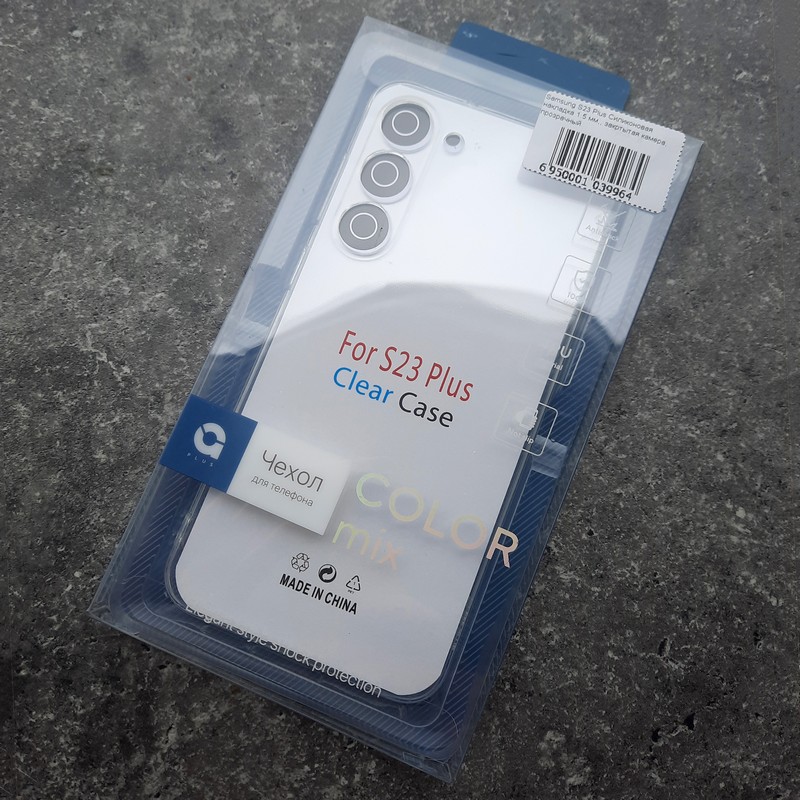 Samsung S23 Plus Силиконовая
накладка 1,5 мм., закрытая камера,
прозрачный
6 950001 039964
For S23 Plus
Clear Case
PLUS
Чехол
для телефона
COLOR
mix
MADE IN CHINA
Elegant style shock protection